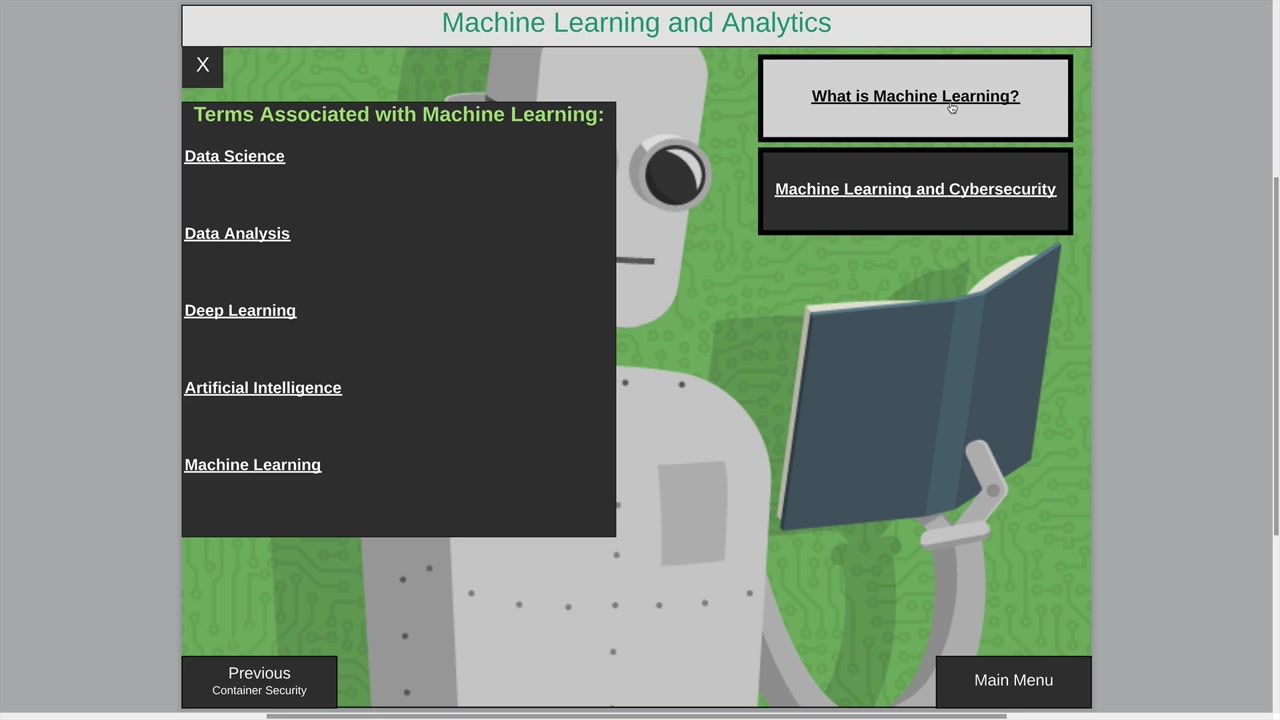 Machine Learning and Analytics
X
Terms Associated with Machine Learning:
Data Science
Data Analysis
Deep Learning
Artificial Intelligence
Machine Learning
What is Machine Learning?
Machine Learning and Cybersecurity
Previous
Container Security
Main Menu